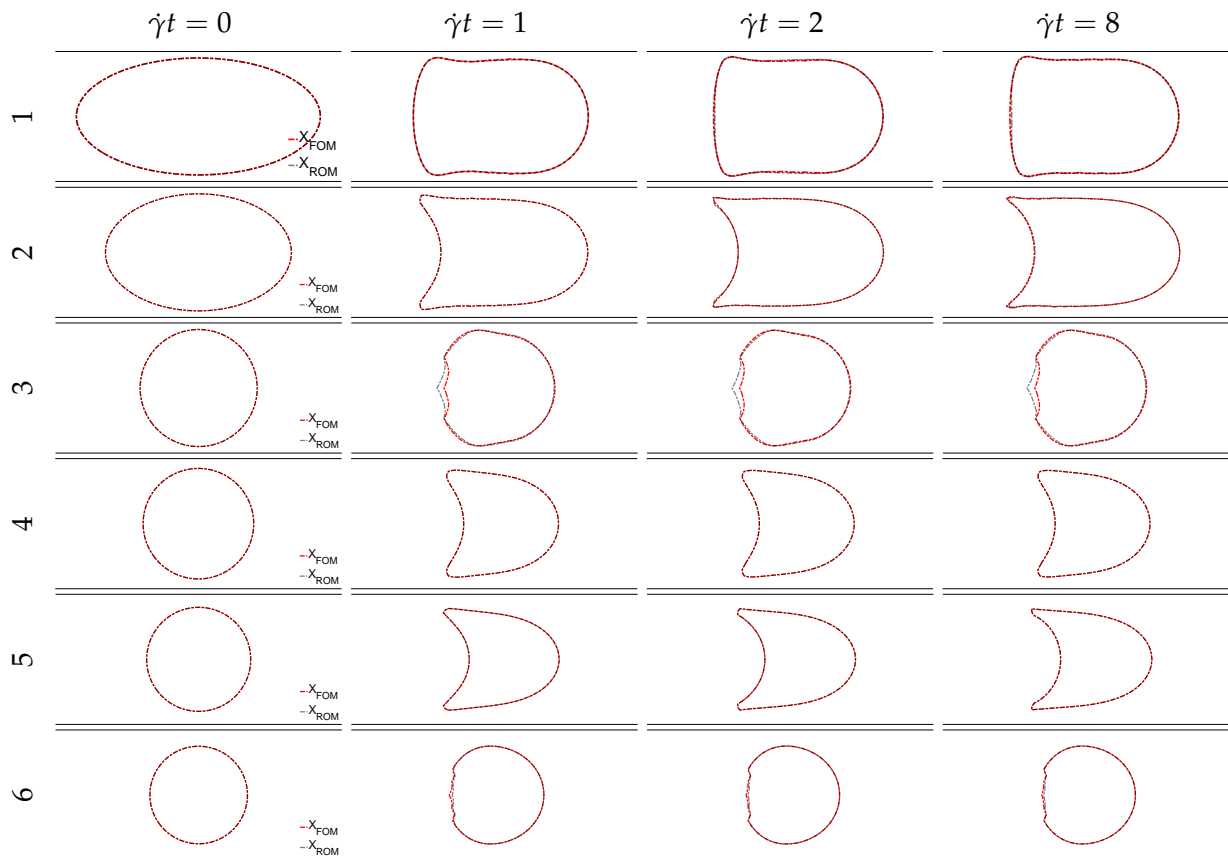 γ̇t = 0 γ̇t = 1 γ̇t = 2 γ̇t = 8
1
X_FOM
X_ROM
2
X_FOM
X_ROM
3
X_FOM
X_ROM
4
X_FOM
X_ROM
5
X_FOM
X_ROM
6
X_FOM
X_ROM